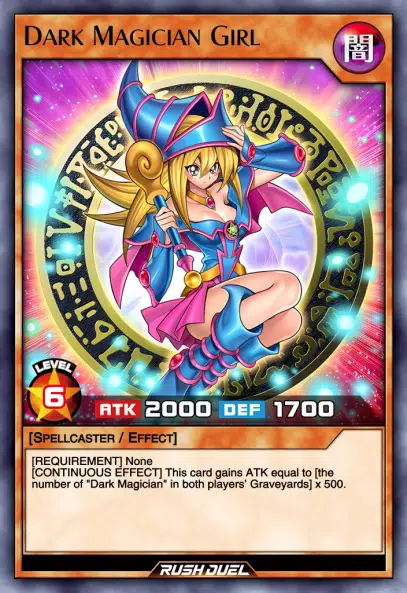 DARK MAGICIAN GIRL
闇
LEVEL
6
ATK 2000 DEF 1700
[SPELLCASTER / EFFECT]
[REQUIREMENT] None
[CONTINUOUS EFFECT] This card gains ATK equal to [the
number of "Dark Magician" in both players' Graveyards] x 500.
RUSH DUEL